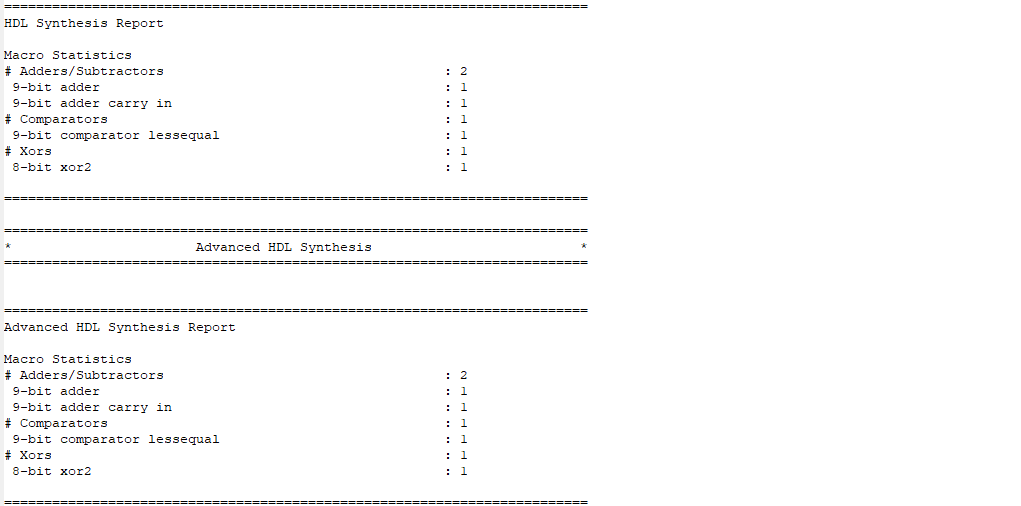 =========================================================================
HDL Synthesis Report
Macro Statistics
# Adders/Subtractors : 2
9-bit adder : 1
9-bit adder carry in : 1
# Comparators : 1
9-bit comparator lessequal : 1
# Xors : 1
8-bit xor2 : 1
=========================================================================
=========================================================================
* Advanced HDL Synthesis *
=========================================================================
=========================================================================
Advanced HDL Synthesis Report
Macro Statistics
# Adders/Subtractors : 2
9-bit adder : 1
9-bit adder carry in : 1
# Comparators : 1
9-bit comparator lessequal : 1
# Xors : 1
8-bit xor2 : 1
=========================================================================